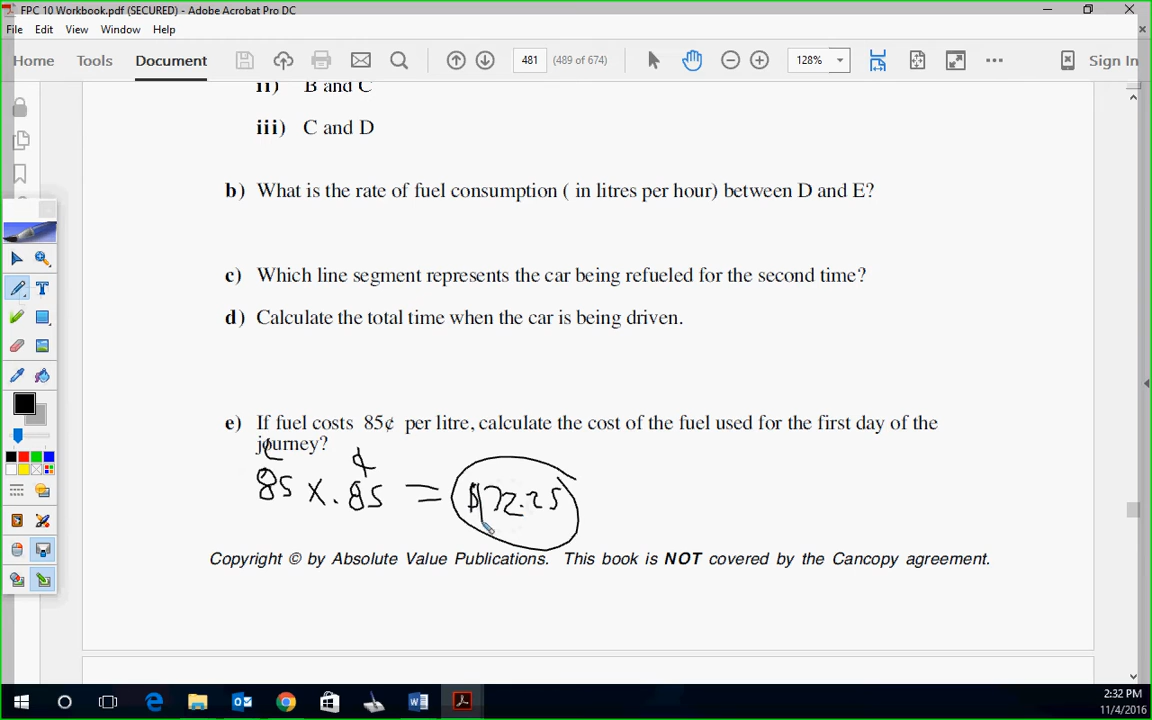 FPC 10 Workbook.pdf (SECURED) - Adobe Acrobat Pro DC
File Edit View Window Help
Home Tools Document 481 (489 of 674) 128% Sign In
ii) B and C
iii) C and D
b) What is the rate of fuel consumption ( in litres per hour) between D and E?
c) Which line segment represents the car being refueled for the second time?
d) Calculate the total time when the car is being driven.
e) If fuel costs 85¢ per litre, calculate the cost of the fuel used for the first day of the
journey?
L ¢
85 x .85 = $72.25
Copyright © by Absolute Value Publications. This book is NOT covered by the Cancopy agreement.
2:32 PM
11/4/2016